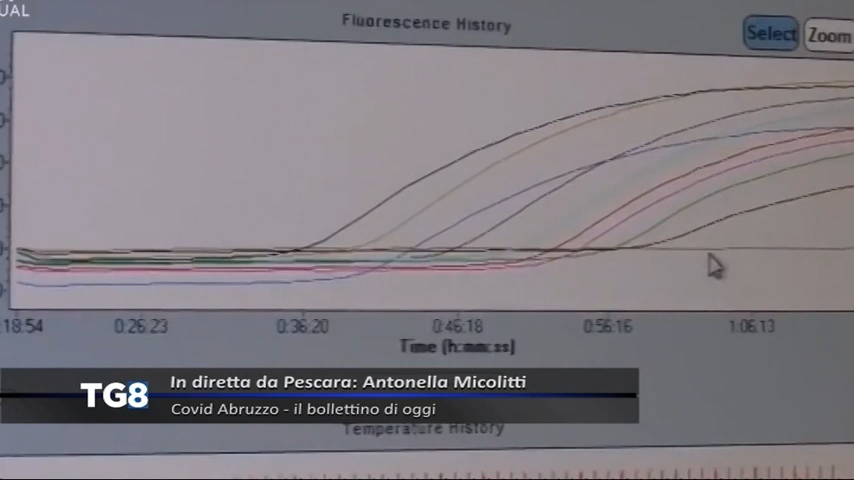 UAL
Fluorescence History
Select
Zoom
:18:54
0:26:23
0:36:20
0:46:18
0:56:16
1:06:13
Time (h:mm:ss)
TG8
In diretta da Pescara: Antonella Micolitti
Covid Abruzzo - il bollettino di oggi
Temperature History